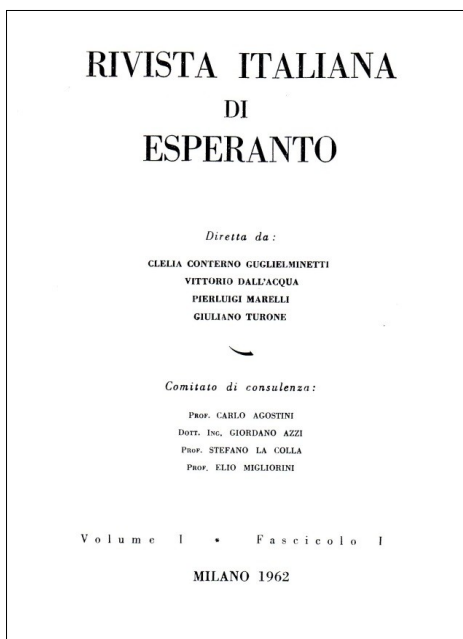 RIVISTA ITALIANA
DI
ESPERANTO
Diretta da:
CLELIA CONTERNO GUGLIELMINETTI
VITTORIO DALL'ACQUA
PIERLUIGI MARELLI
GIULIANO TURONE
Comitato di consulenza:
PROF. CARLO AGOSTINI
DOTT. ING. GIORDANO AZZI
PROF. STEFANO LA COLLA
PROF. ELIO MIGLIORINI
Volume I • Fascicolo I
MILANO 1962